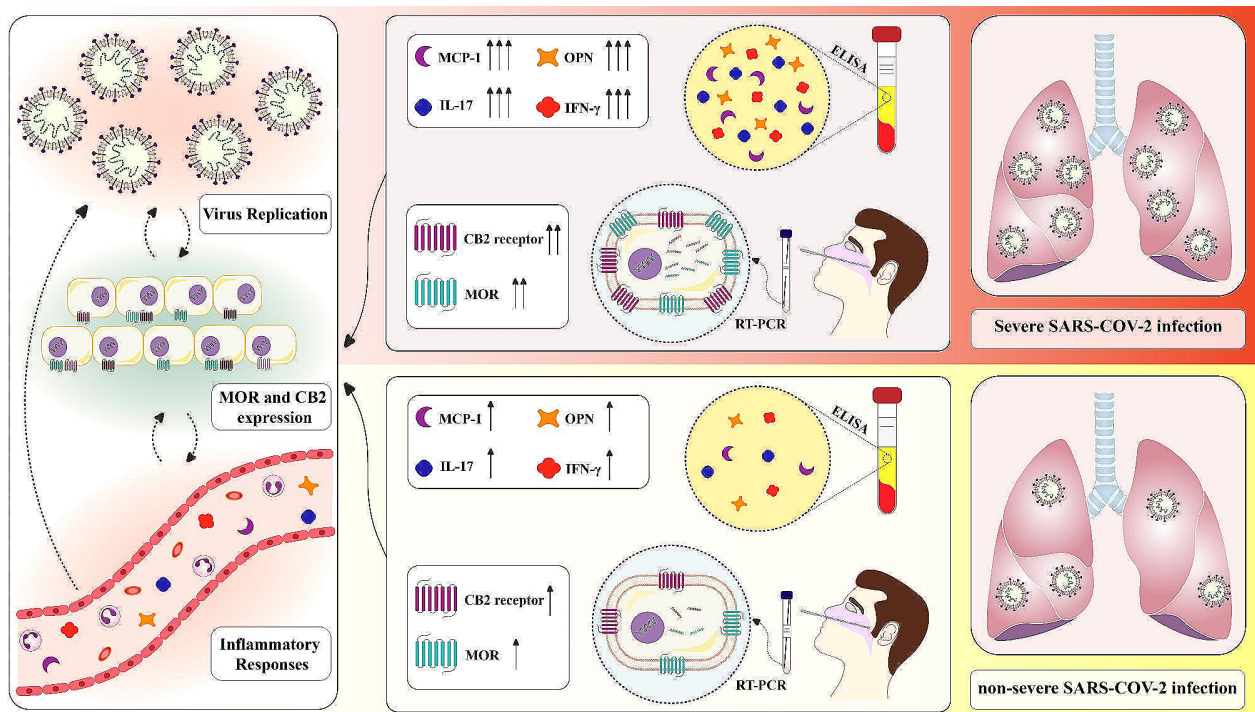 Virus Replication
MOR and CB2
expression
Inflammatory
Responses
MCP-1
OPN
IL-17
IFN-γ
ELISA
CB2 receptor
MOR
RT-PCR
Severe SARS-COV-2 infection
MCP-1
OPN
IL-17
IFN-γ
ELISA
CB2 receptor
MOR
RT-PCR
non-severe SARS-COV-2 infection